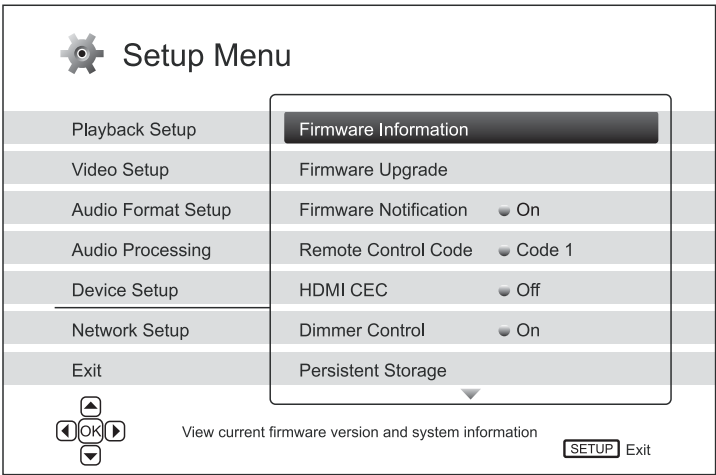 Setup Menu
Playback Setup
Video Setup
Audio Format Setup
Audio Processing
Device Setup
Network Setup
Exit
Firmware Information
Firmware Upgrade
Firmware Notification On
Remote Control Code Code 1
HDMI CEC Off
Dimmer Control On
Persistent Storage
OK
View current firmware version and system information
SETUP Exit